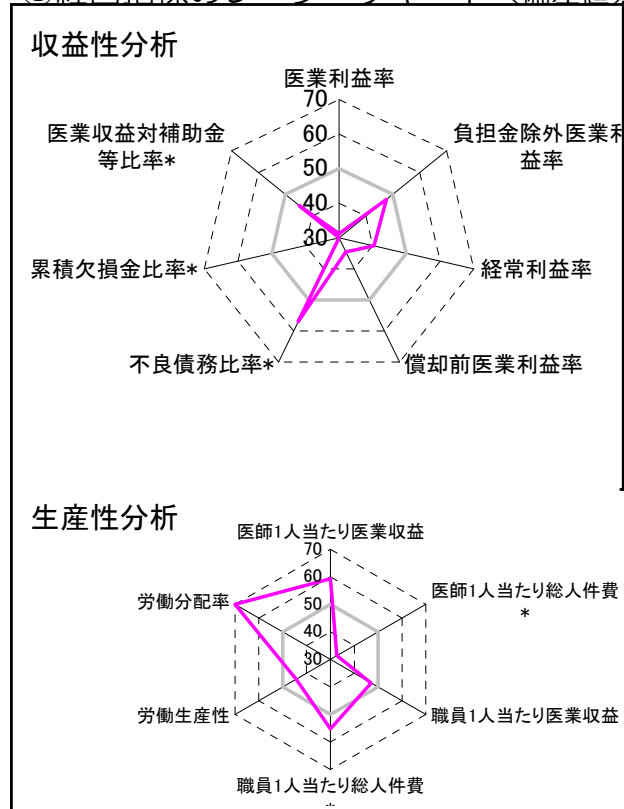 収益性分析
医業利益率
70
60
50
40
30
負担金除外医業利
益率
経常利益率
償却前医業利益率
不良債務比率*
累積欠損金比率*
医業収益対補助金
等比率*
生産性分析
医師1人当たり医業収益
70
60
50
40
30
医師1人当たり総人件費
*
職員1人当たり医業収益
職員1人当たり総人件費
*
労働生産性
労働分配率